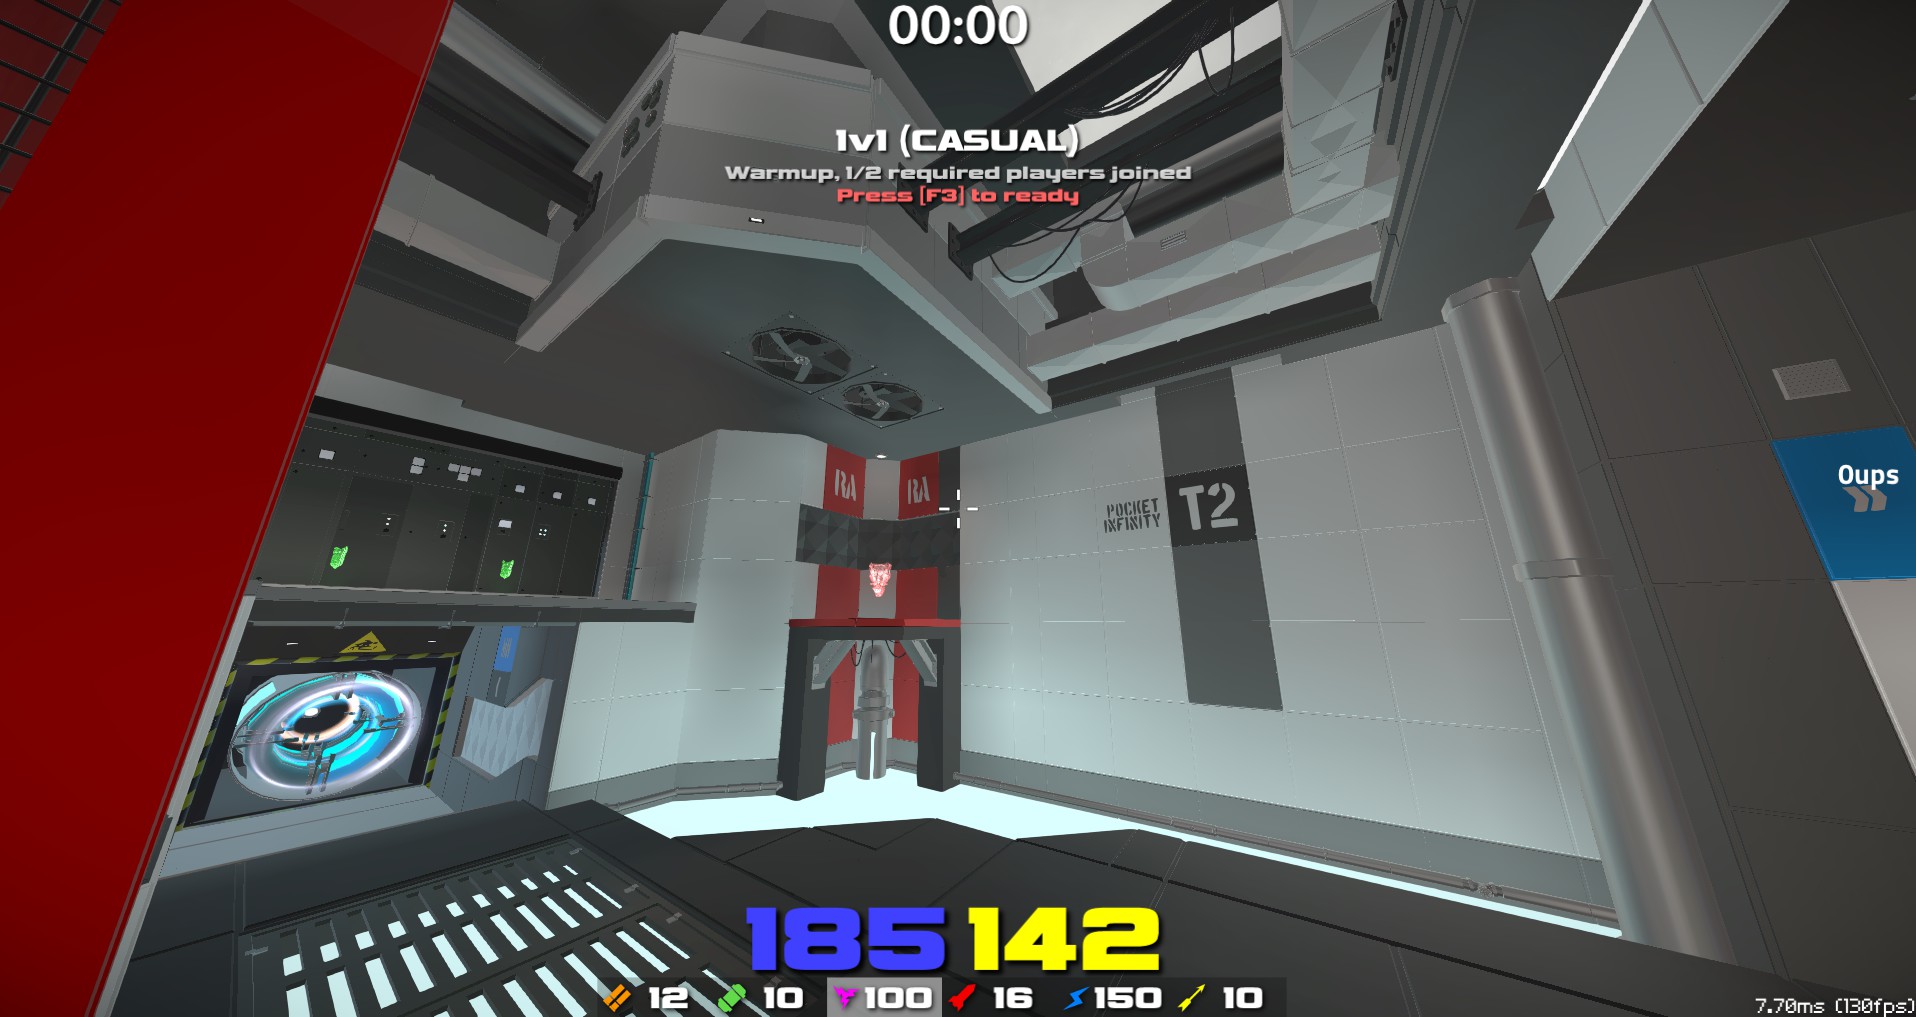 00:00
1v1 (CASUAL)
Warmup, 1/2 required players joined
Press [F3] to ready
RA
RA
POCKET
INFINITY
T2
Oups
185 142
12 10 100 16 150 10
7.70ms (130fps)